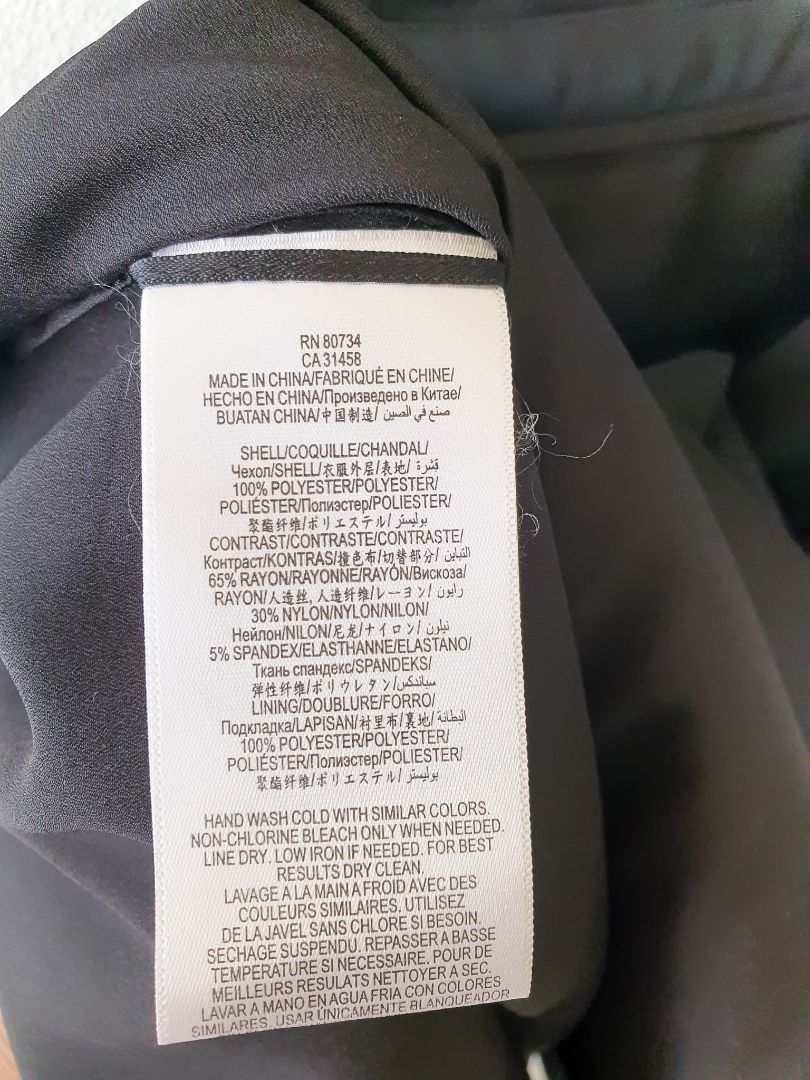 RN 80734
CA 31458
MADE IN CHINA/FABRIQUÉ EN CHINE/
HECHO EN CHINA/Произведено в Китае/
BUATAN CHINA/中国制造/ صنع في الصين
SHELL/COQUILLE/CHANDAL/
Чехол/SHELL/衣服外层/表地/ قشرة
100% POLYESTER/POLYESTER/
POLIÉSTER/Полиэстер/POLIESTER/
聚酯纤维/ポリエステル/ بوليستر
CONTRAST/CONTRASTE/CONTRASTE/
Контраст/KONTRAS/撞色布/切替部分/ التباين
65% RAYON/RAYONNE/RAYÓN/Вискоза/
RAYON/人造丝, 人造纤维/レーヨン/ رايون
30% NYLON/NYLON/NILON/
Нейлон/NILON/尼龙/ナイロン/ نيلون
5% SPANDEX/ELASTHANNE/ELASTANO/
Ткань спандекс/SPANDEKS/
弹性纤维/ポリウレタン/سباندكس
LINING/DOUBLURE/FORRO/
Подкладка/LAPISAN/衬里布/裏地/ البطانة
100% POLYESTER/POLYESTER/
POLIÉSTER/Полиэстер/POLIESTER/
聚酯纤维/ポリエステル/ بوليستر
HAND WASH COLD WITH SIMILAR COLORS.
NON-CHLORINE BLEACH ONLY WHEN NEEDED.
LINE DRY. LOW IRON IF NEEDED. FOR BEST
RESULTS DRY CLEAN.
LAVAGE A LA MAIN A FROID AVEC DES
COULEURS SIMILAIRES. UTILISEZ
DE LA JAVEL SANS CHLORE SI BESOIN.
SECHAGE SUSPENDU. REPASSER A BASSE
TEMPERATURE SI NECESSAIRE. POUR DE
MEILLEURS RESULATS NETTOYER A SEC.
LAVAR A MANO EN AGUA FRIA CON COLORES
SIMILARES. USAR ÚNICAMENTE BLANQUEADOR